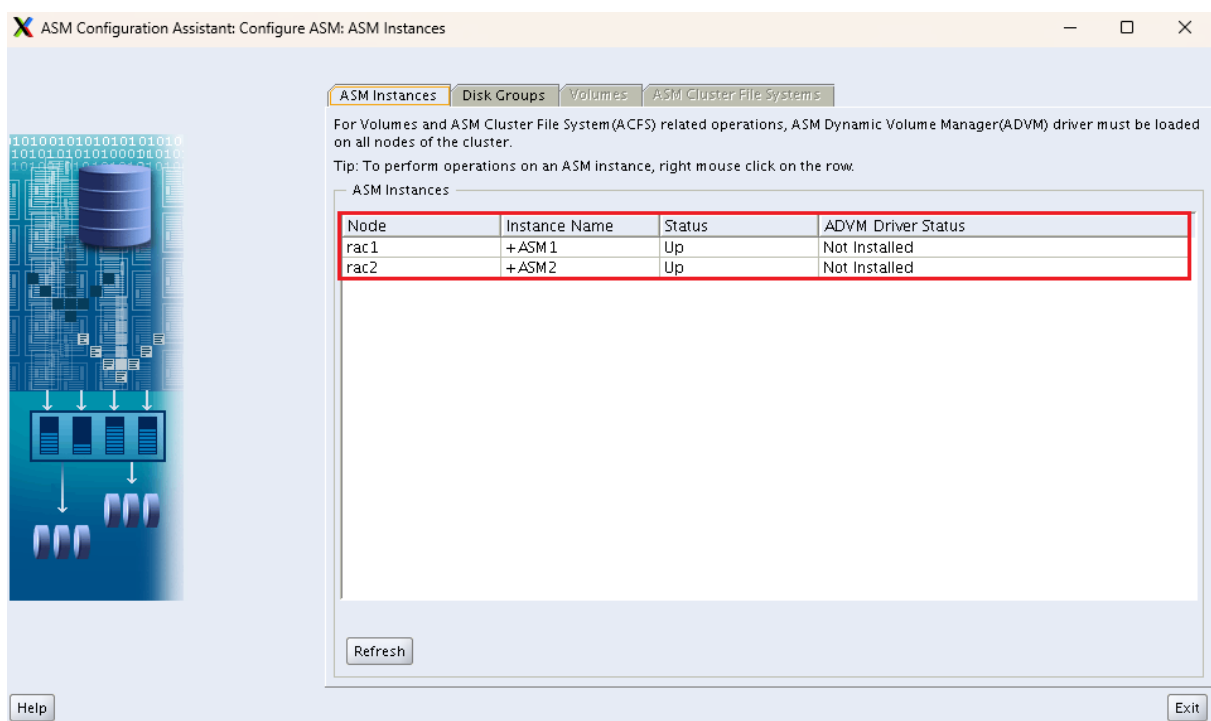 ASM Configuration Assistant: Configure ASM: ASM Instances
ASM Instances Disk Groups Volumes ASM Cluster File Systems
For Volumes and ASM Cluster File System(ACFS) related operations, ASM Dynamic Volume Manager(ADVM) driver must be loaded
on all nodes of the cluster.
Tip: To perform operations on an ASM instance, right mouse click on the row.
ASM Instances
Node Instance Name Status ADVM Driver Status
rac1 +ASM1 Up Not Installed
rac2 +ASM2 Up Not Installed
Refresh
Help Exit